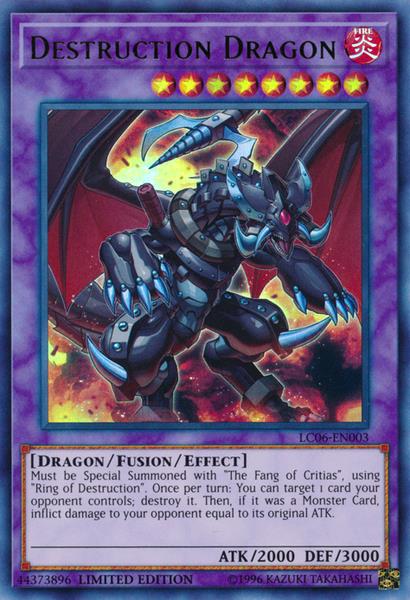 DESTRUCTION DRAGON
FIRE
炎
LC06-EN003
[DRAGON/FUSION/EFFECT]
Must be Special Summoned with "The Fang of Critias", using
"Ring of Destruction". Once per turn: You can target 1 card your
opponent controls; destroy it. Then, if it was a Monster Card,
inflict damage to your opponent equal to its original ATK.
ATK/2000 DEF/3000
44373896 LIMITED EDITION ©1996 KAZUKI TAKAHASHI